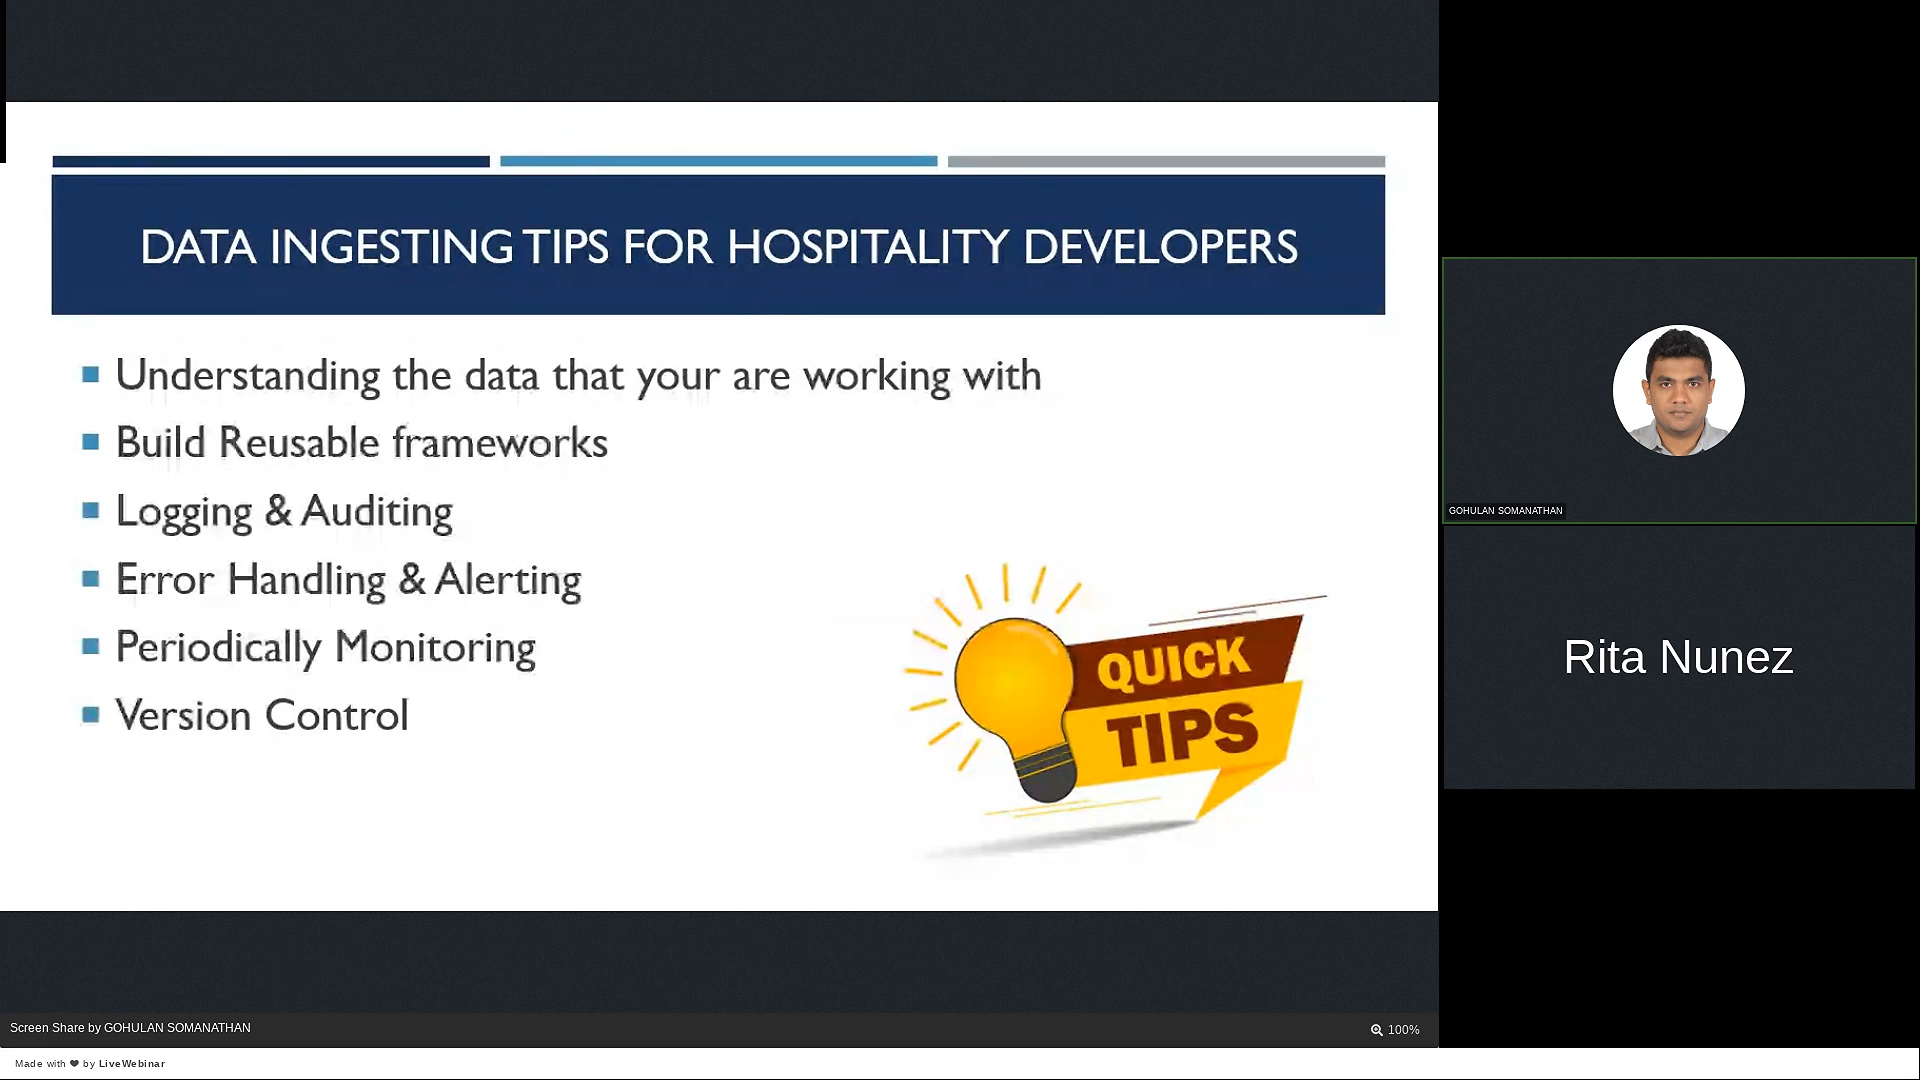 DATA INGESTING TIPS FOR HOSPITALITY DEVELOPERS
Understanding the data that your are working with
Build Reusable frameworks
Logging & Auditing
Error Handling & Alerting
Periodically Monitoring
Version Control
QUICK
TIPS
GOHULAN SOMANATHAN
Rita Nunez
Screen Share by GOHULAN SOMANATHAN
100%
Made with ❤ by LiveWebinar